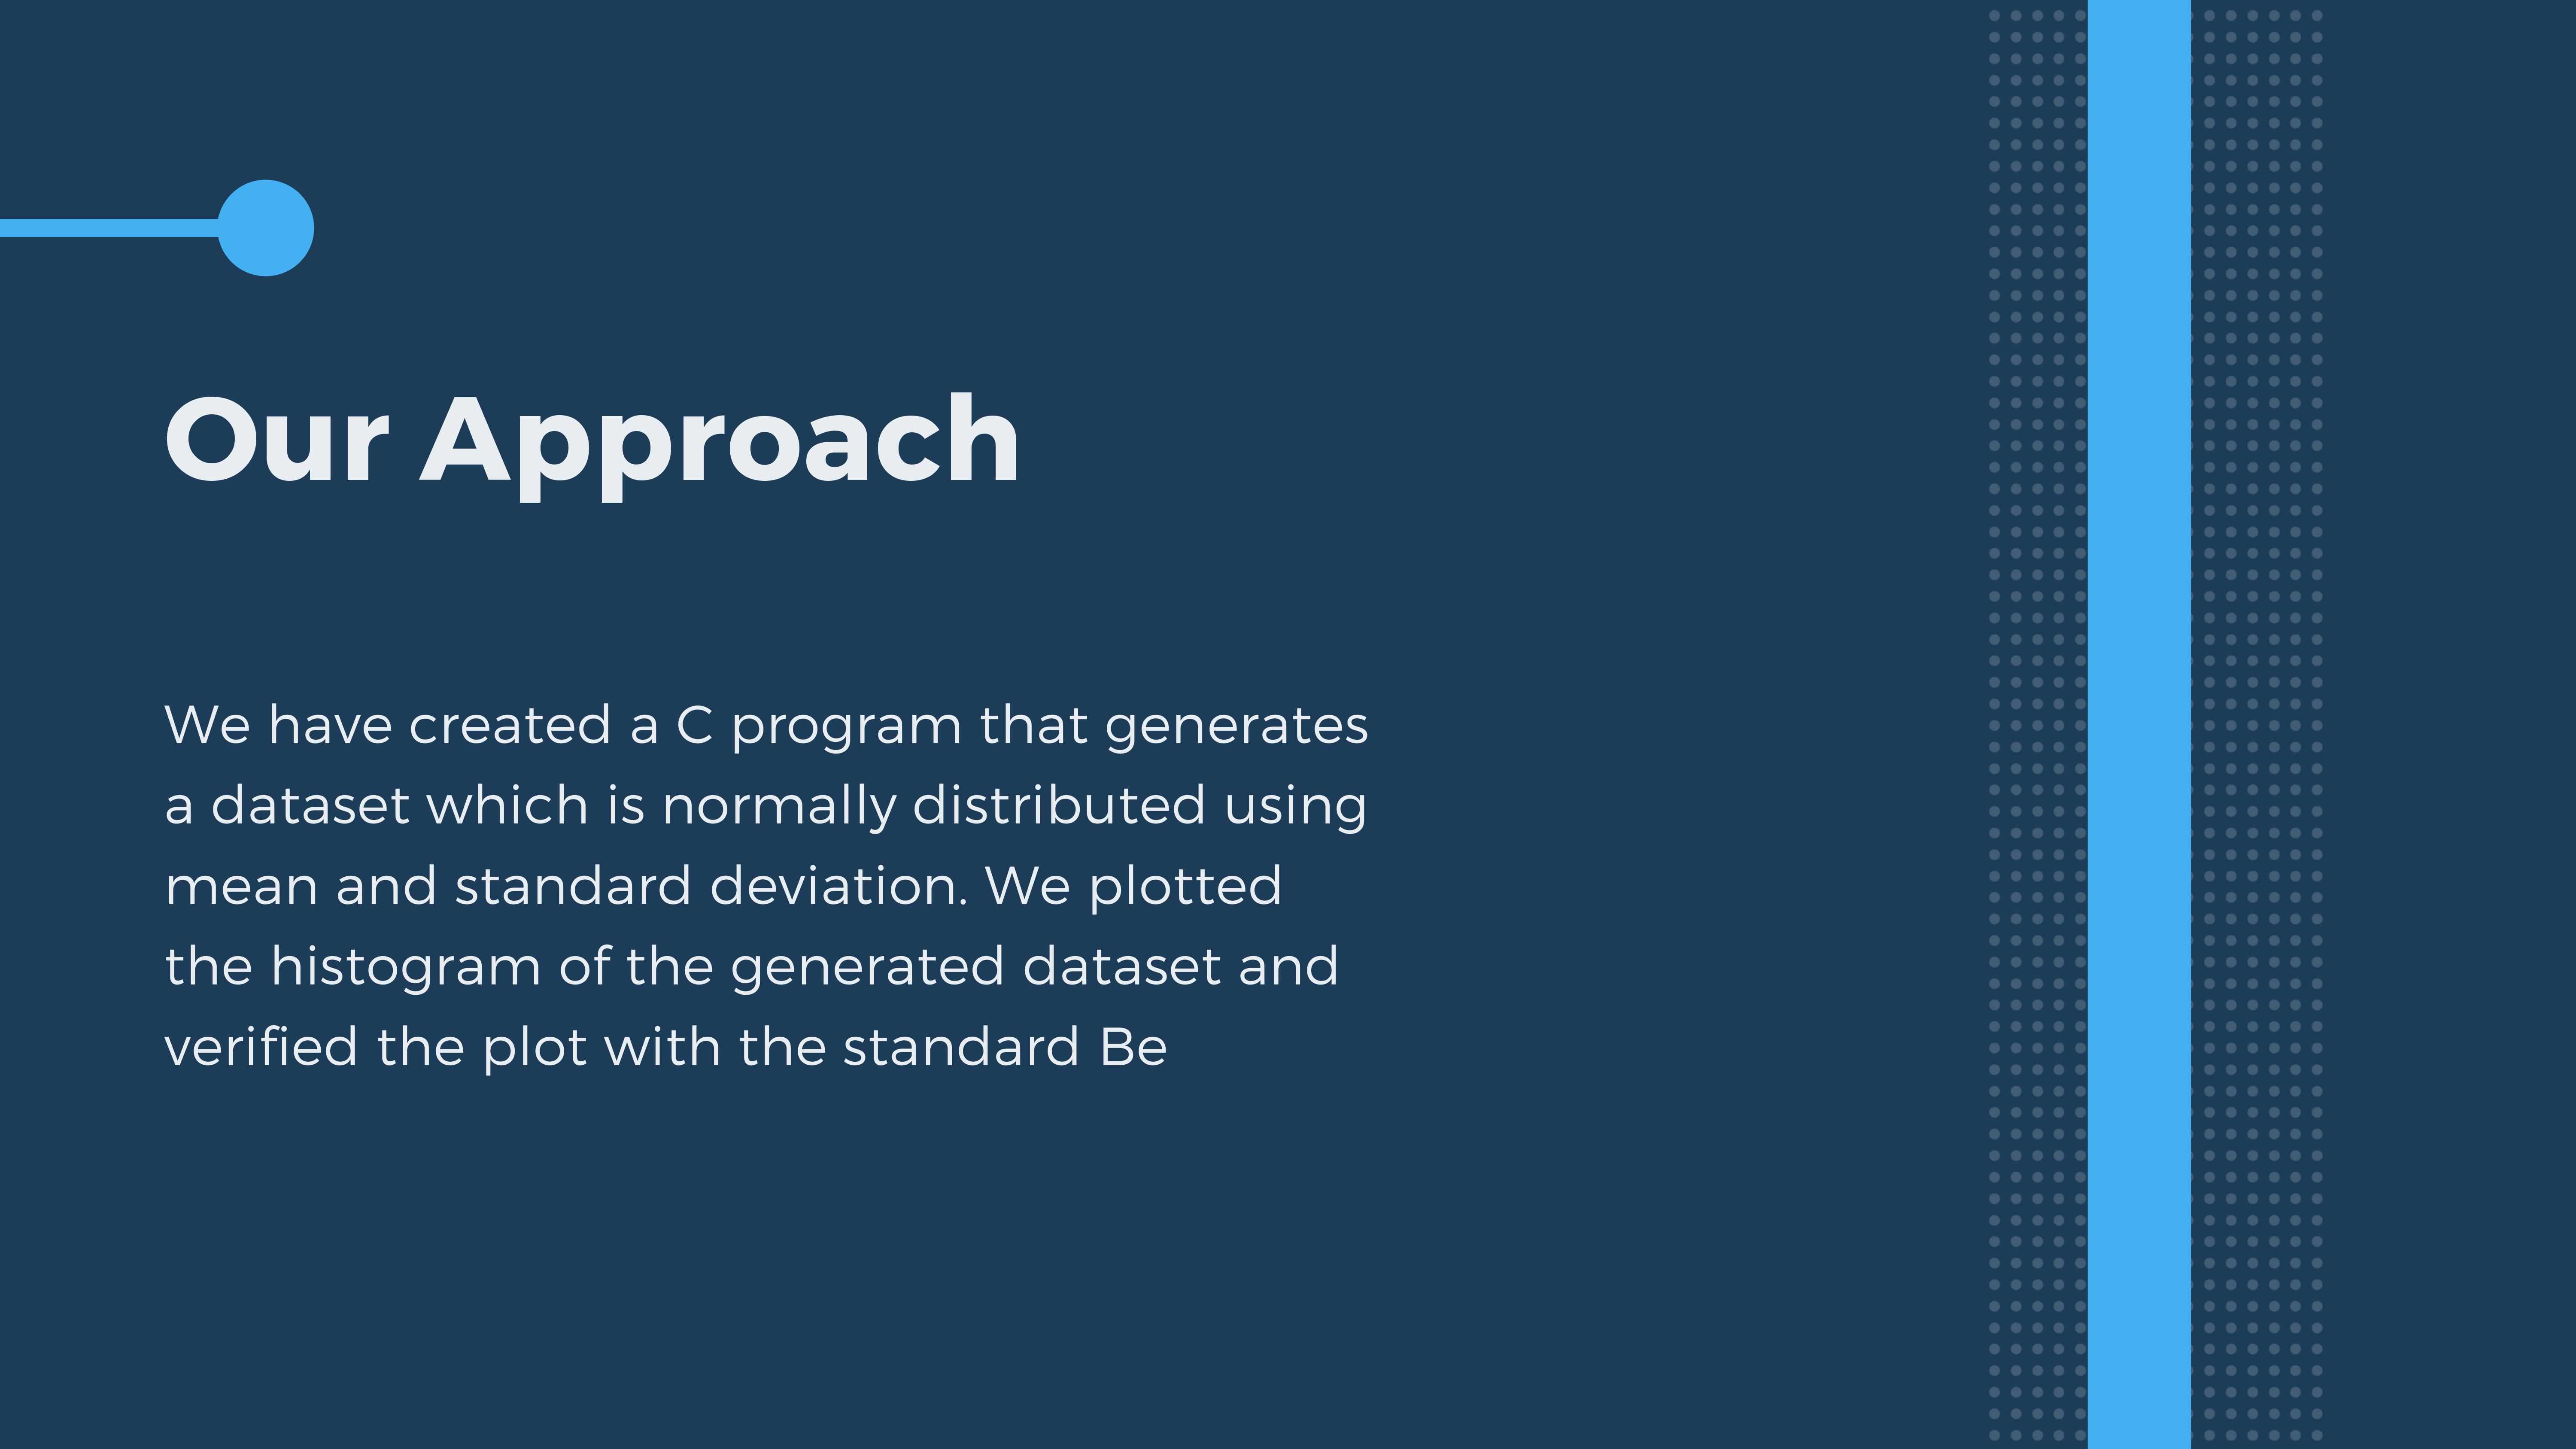 Our Approach
We have created a C program that generates
a dataset which is normally distributed using
mean and standard deviation. We plotted
the histogram of the generated dataset and
verified the plot with the standard Be